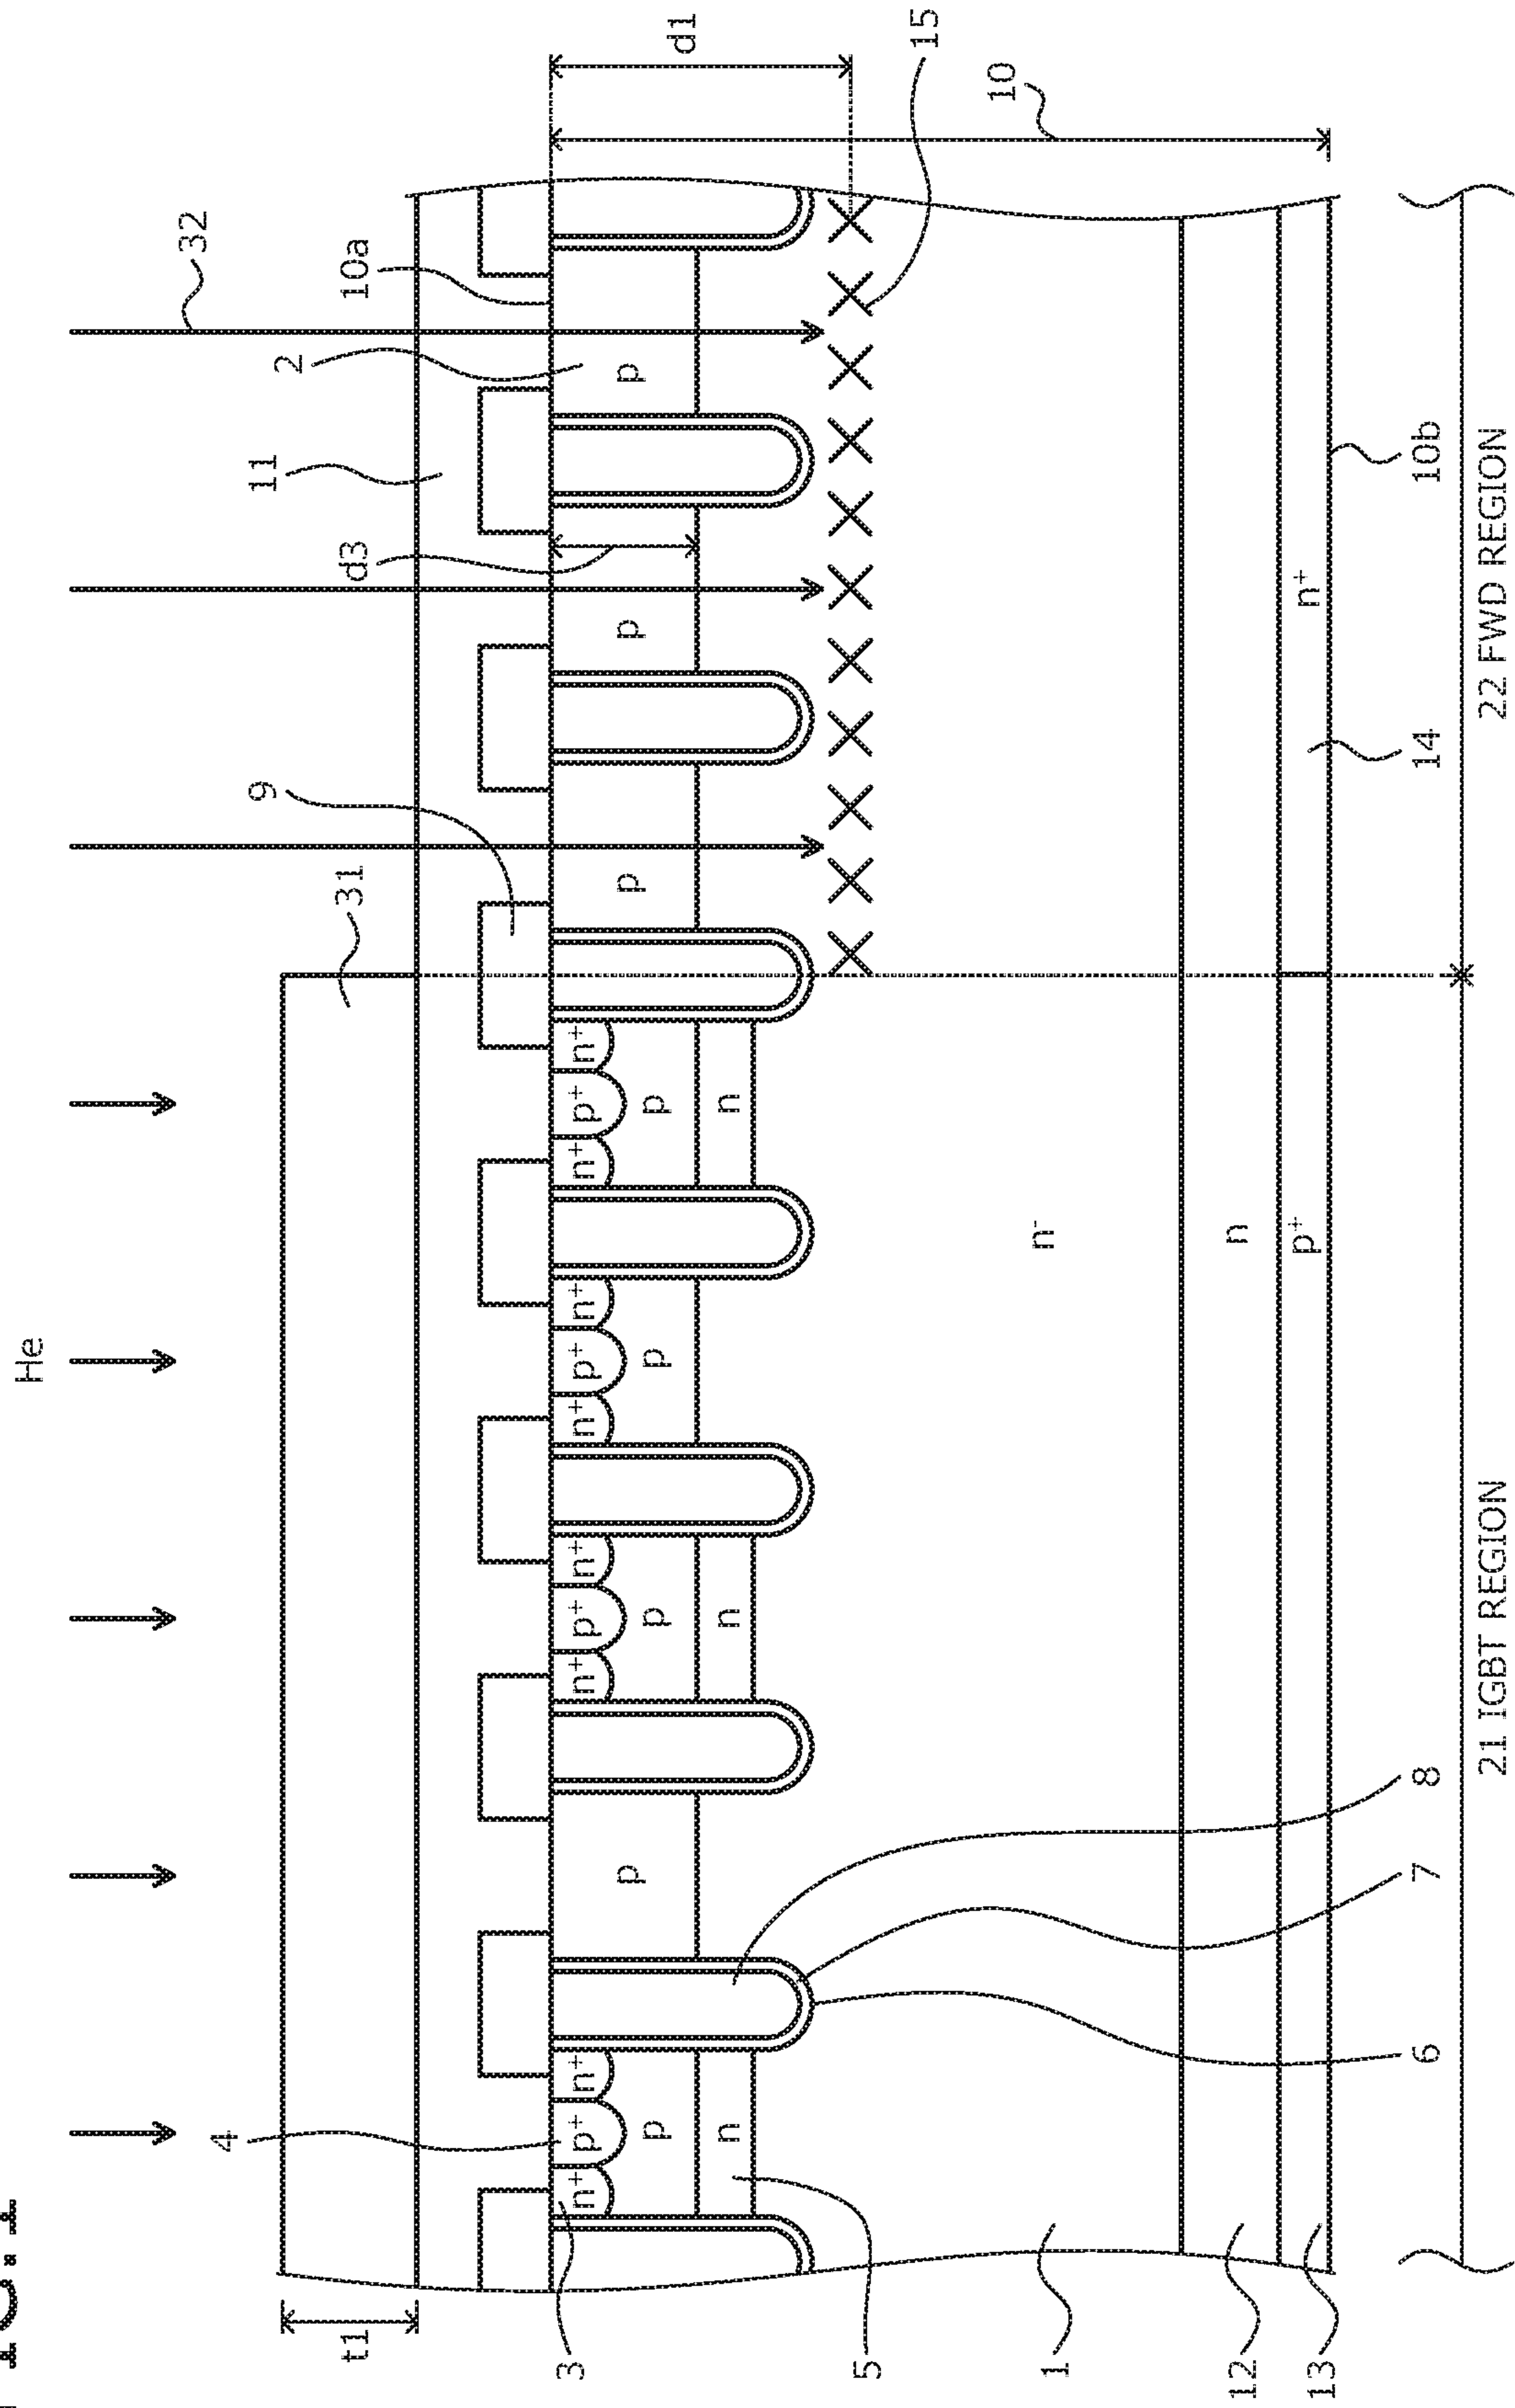 He
4
9
11
2
32
t1
31
d3
10a
3
n⁺ p⁺ n⁺ n⁺ p⁺ n⁺ n⁺ p⁺ n⁺ n⁺ p⁺ n⁺
p p p p p p p p
d1
n n n
5
15
10
n⁻
1
n
12
p⁺ n⁺
13
6
7
8
14
10b
21 IGBT REGION
22 FWD REGION